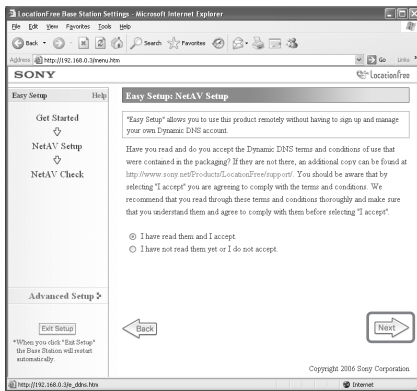 LocationFree Base Station Settings - Microsoft Internet Explorer
File Edit View Favorites Tools Help
Back Search Favorites
Address http://192.168.0.3/menu.htm Go Links
SONY LocationFree
Easy Setup Help
Get Started
NetAV Setup
NetAV Check
Advanced Setup
Exit Setup
*When you click "Exit Setup"
the Base Station will restart
automatically.
Easy Setup: NetAV Setup
"Easy Setup" allows you to use this product remotely without having to sign up and manage
your own Dynamic DNS account.
Have you read and do you accept the Dynamic DNS terms and conditions of use that
were contained in the packaging? If they are not there, an additional copy can be found at
http://www.sony.net/Products/LocationFree/support/. You should be aware that by
selecting "I accept" you are agreeing to comply with the terms and conditions. We
recommend that you read through these terms and conditions thoroughly and make sure
that you understand them and agree to comply with them before selecting "I accept".
I have read them and I accept.
I have not read them yet or I do not accept.
Back Next
Copyright 2006 Sony Corporation
http://192.168.0.3/e_ddns.htm Internet